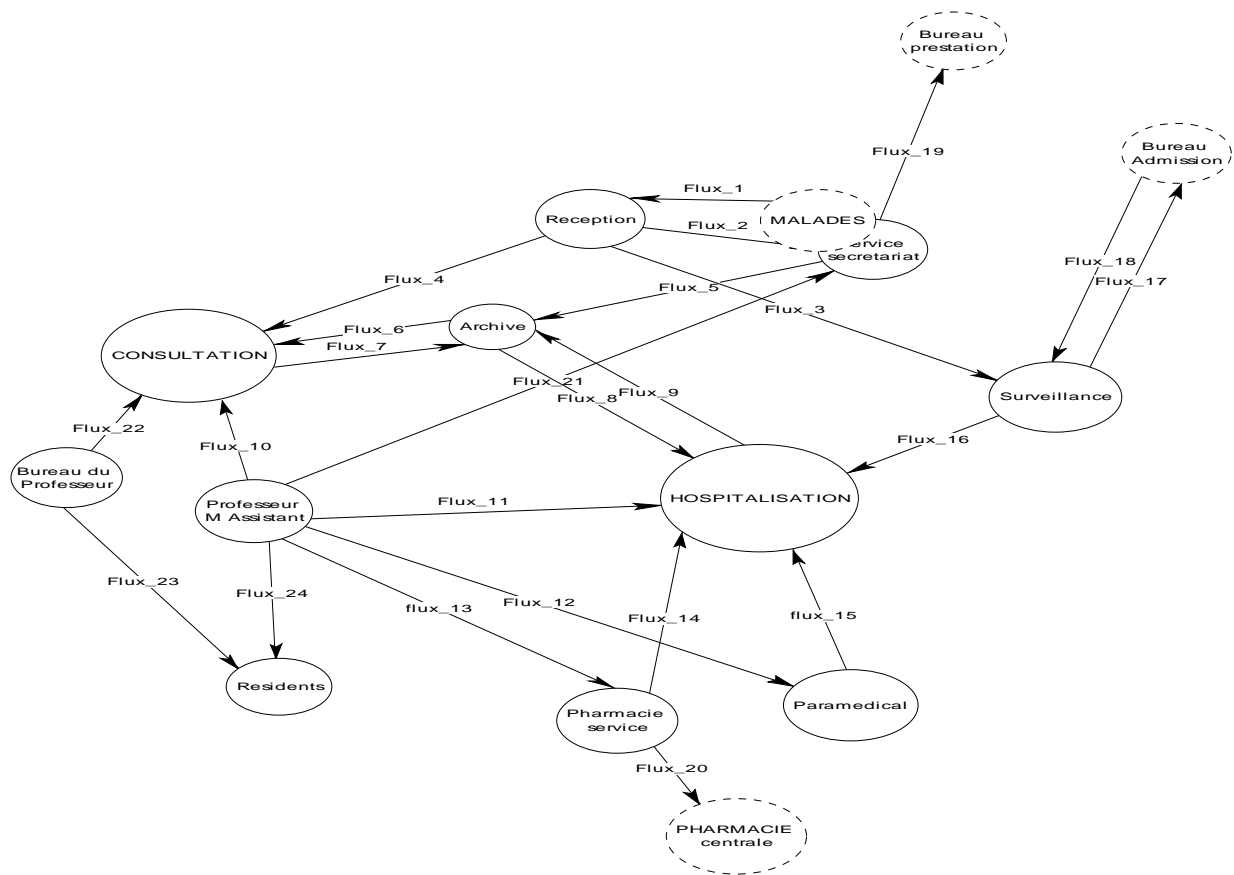 Bureau
prestation
Bureau
Admission
Flux_19
Flux_1
Reception
MALADES
Flux_2
secretariat
Flux_18
Flux_17
Flux_4
Flux_5
Flux_3
Archive
Flux_6
Flux_7
CONSULTATION
Flux_21
Flux_8
Flux_9
Surveillance
Flux_22
Flux_10
Flux_16
Bureau du
Professeur
Professeur
M Assistant
Flux_11
HOSPITALISATION
Flux_23
Flux_24
flux_13
Flux_12
Flux_14
flux_15
Residents
Pharmacie
service
Paramedical
Flux_20
PHARMACIE
centrale